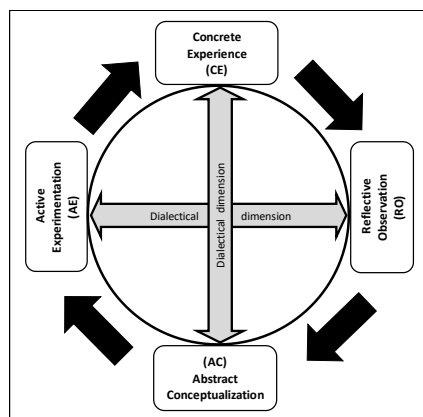 Concrete
Experience
(CE)
Active
Experimentation
(AE)
Dialectical dimension
Dialectical dimension
Reflective
Observation
(RO)
(AC)
Abstract
Conceptualization